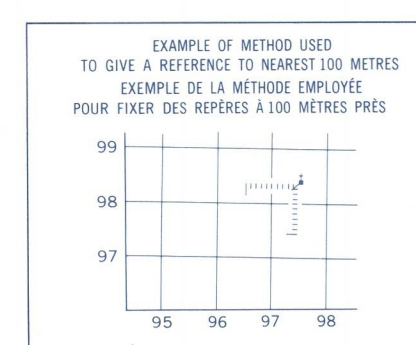 EXAMPLE OF METHOD USED
TO GIVE A REFERENCE TO NEAREST 100 METRES
EXEMPLE DE LA MÉTHODE EMPLOYÉE
POUR FIXER DES REPÈRES À 100 MÈTRES PRÈS
99
98
97
95 96 97 98